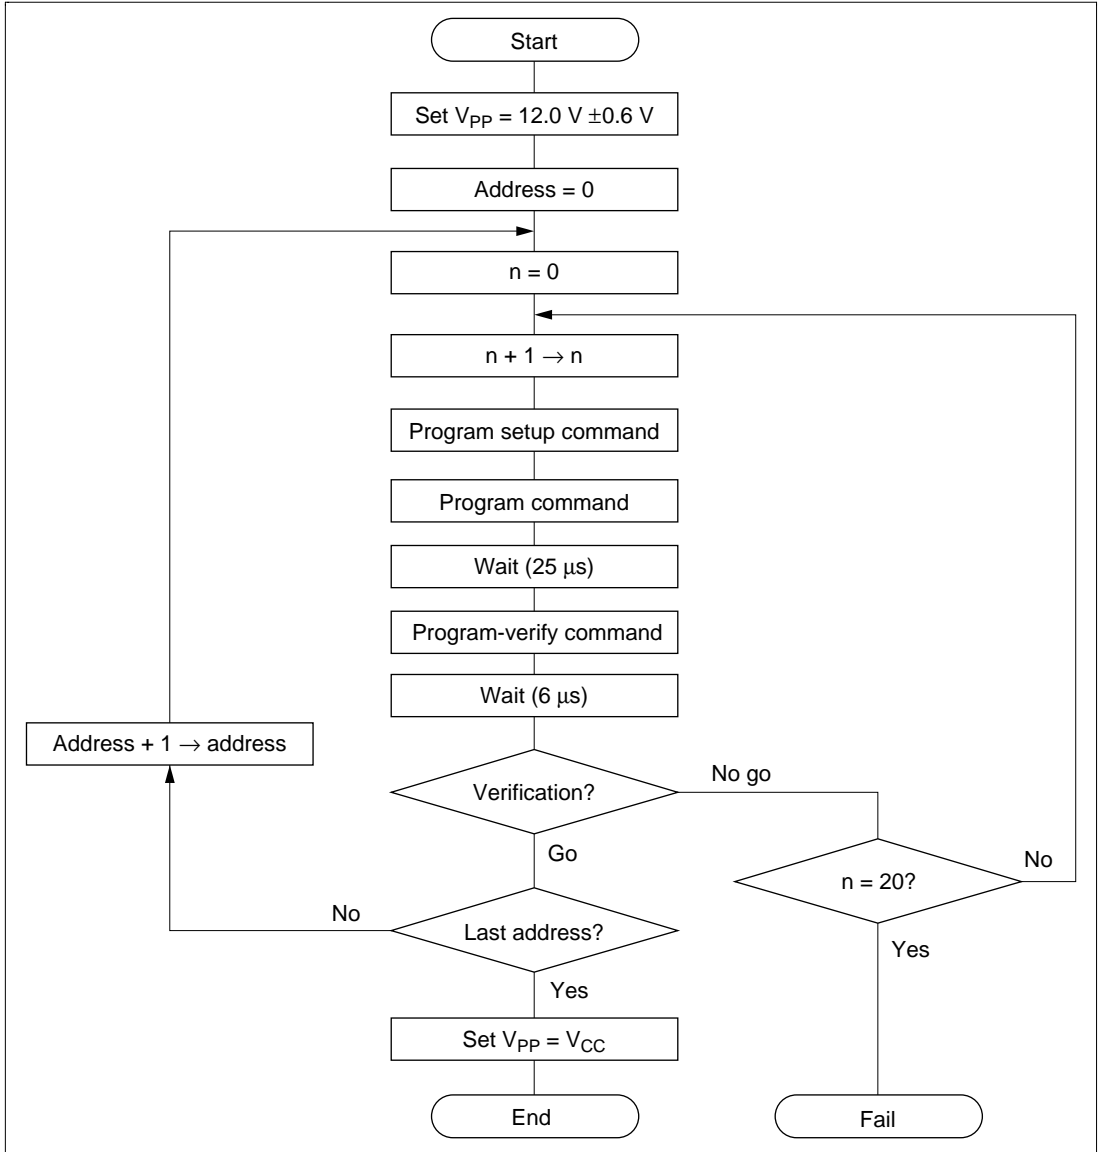 Start
Set VPP = 12.0 V ±0.6 V
Address = 0
n = 0
n + 1 → n
Program setup command
Program command
Wait (25 μs)
Program-verify command
Wait (6 μs)
Address + 1 → address
Verification?
No go
Go
n = 20?
No
No
Last address?
Yes
Yes
Set VPP = VCC
End
Fail